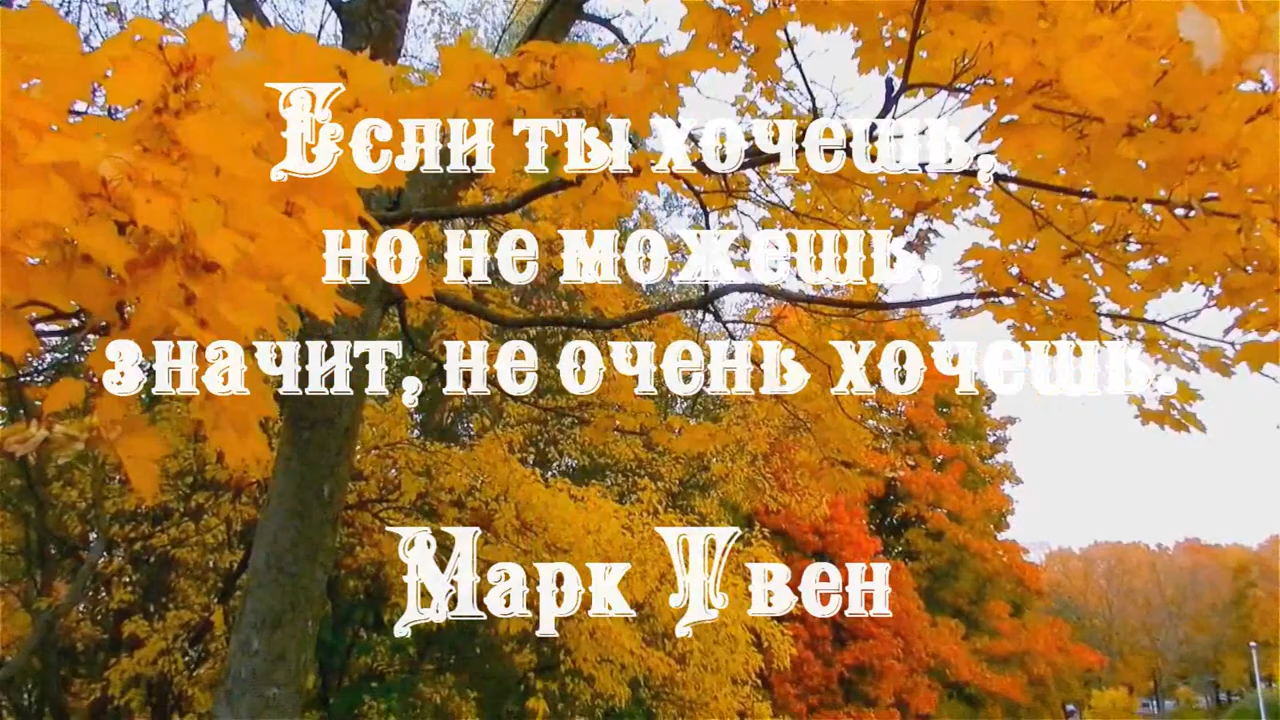 Если ты хочешь,
но не можешь,
значит, не очень хочешь.
Марк Твен